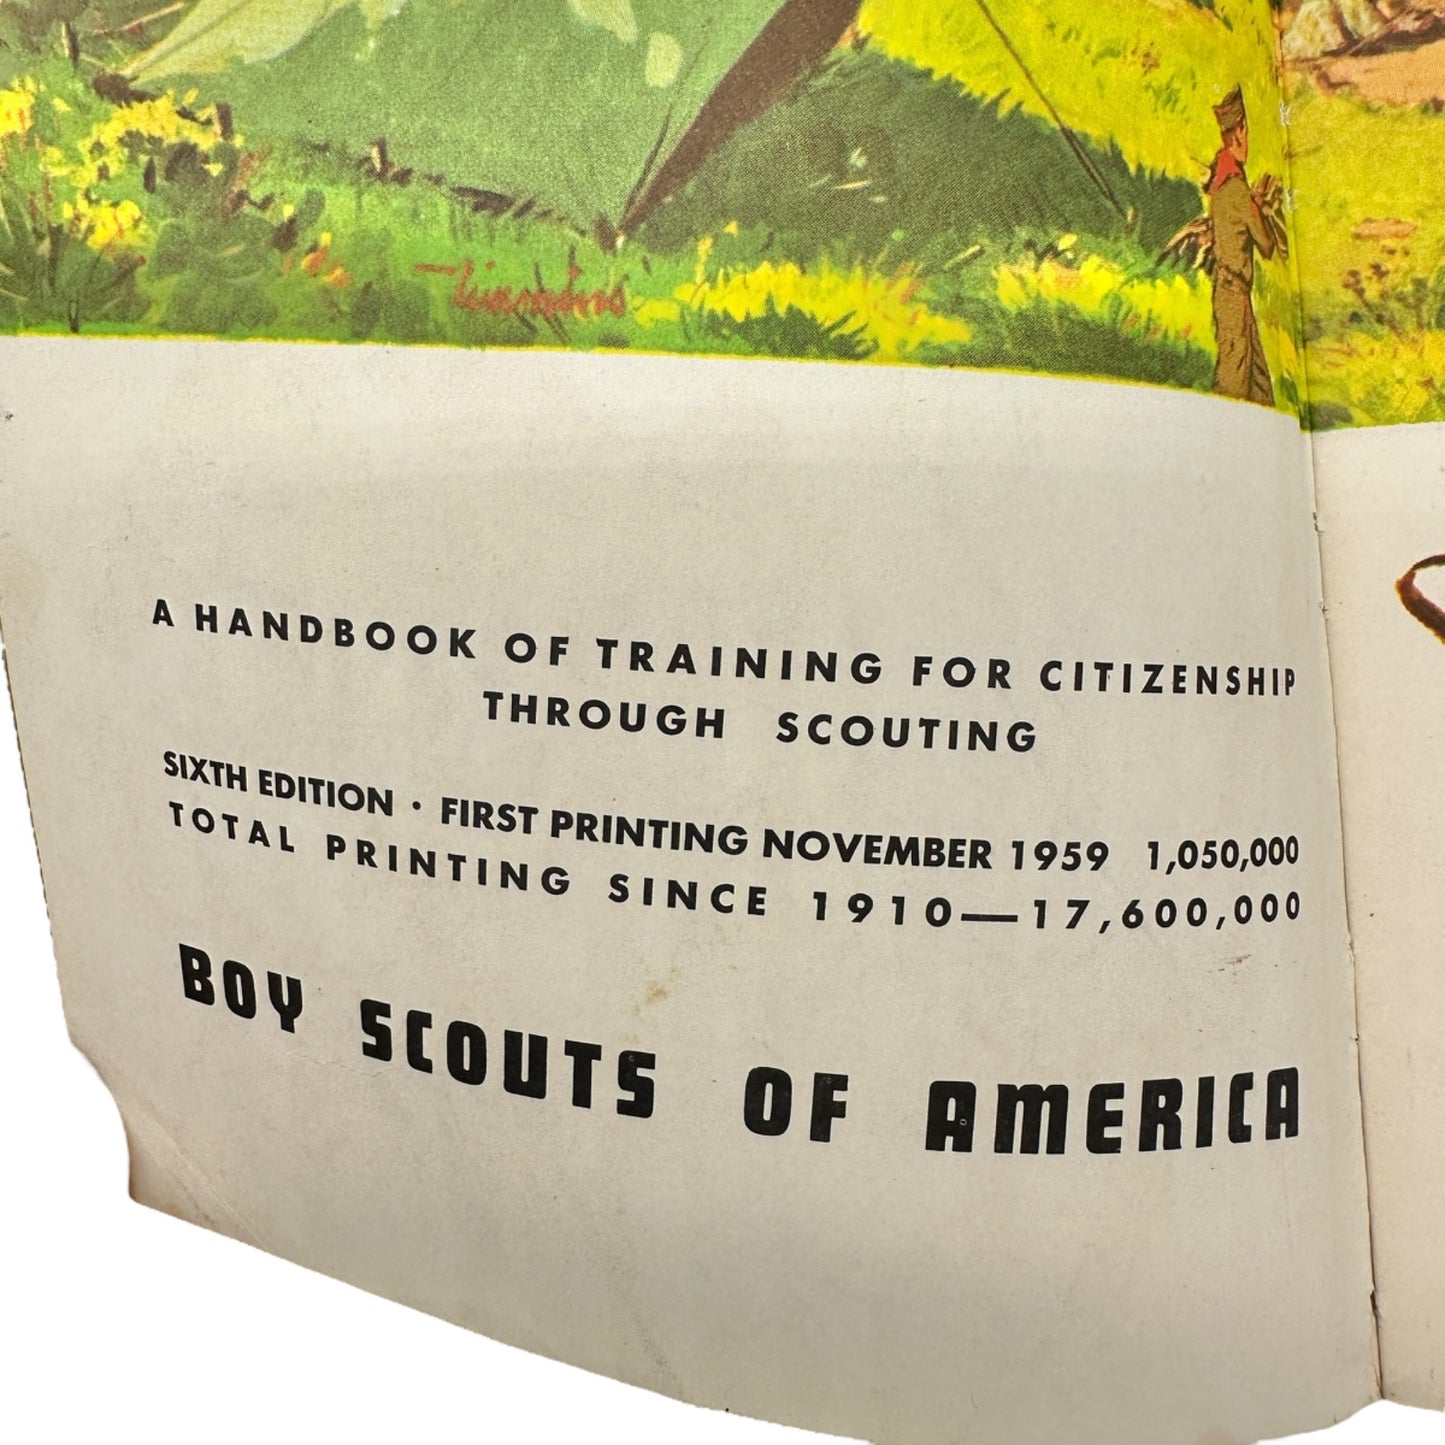 A HANDBOOK OF TRAINING FOR CITIZENSHIP
THROUGH SCOUTING
SIXTH EDITION · FIRST PRINTING NOVEMBER 1959 1,050,000
TOTAL PRINTING SINCE 1910—17,600,000
BOY SCOUTS OF AMERICA